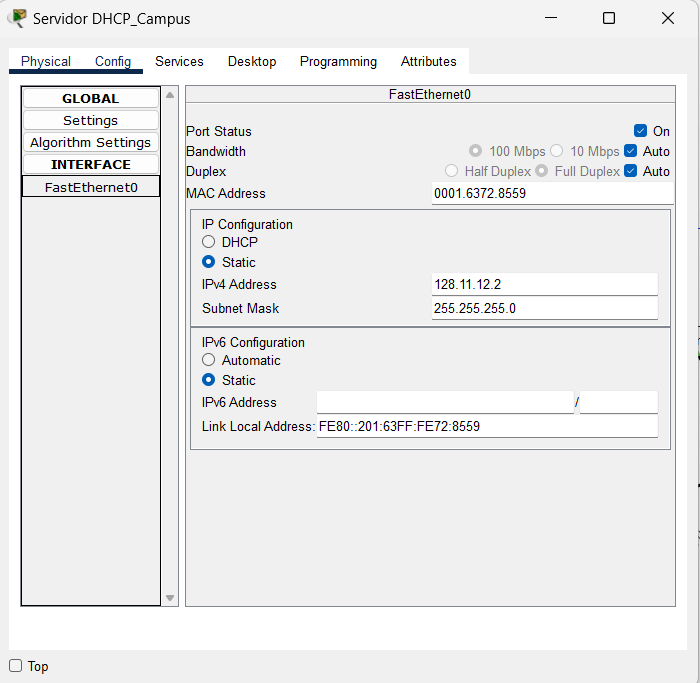 Servidor DHCP_Campus
Physical Config Services Desktop Programming Attributes
GLOBAL
Settings
Algorithm Settings
INTERFACE
FastEthernet0
FastEthernet0
Port Status On
Bandwidth 100 Mbps 10 Mbps Auto
Duplex Half Duplex Full Duplex Auto
MAC Address 0001.6372.8559
IP Configuration
DHCP
Static
IPv4 Address 128.11.12.2
Subnet Mask 255.255.255.0
IPv6 Configuration
Automatic
Static
IPv6 Address /
Link Local Address: FE80::201:63FF:FE72:8559
Top